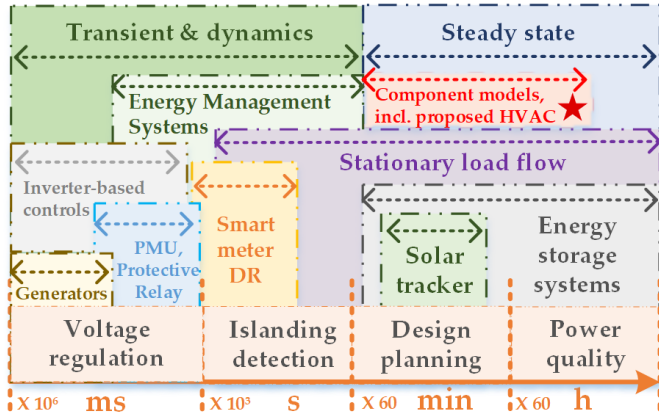 Transient & dynamics
Steady state
Energy Management
Systems
Component models,
incl. proposed HVAC
Stationary load flow
Inverter-based
controls
PMU,
Protective
Relay
Smart
meter
DR
Generators
Solar
tracker
Energy
storage
systems
Voltage
regulation
Islanding
detection
Design
planning
Power
quality
X 10⁶ ms
X 10³ s
X 60 min
X 60 h